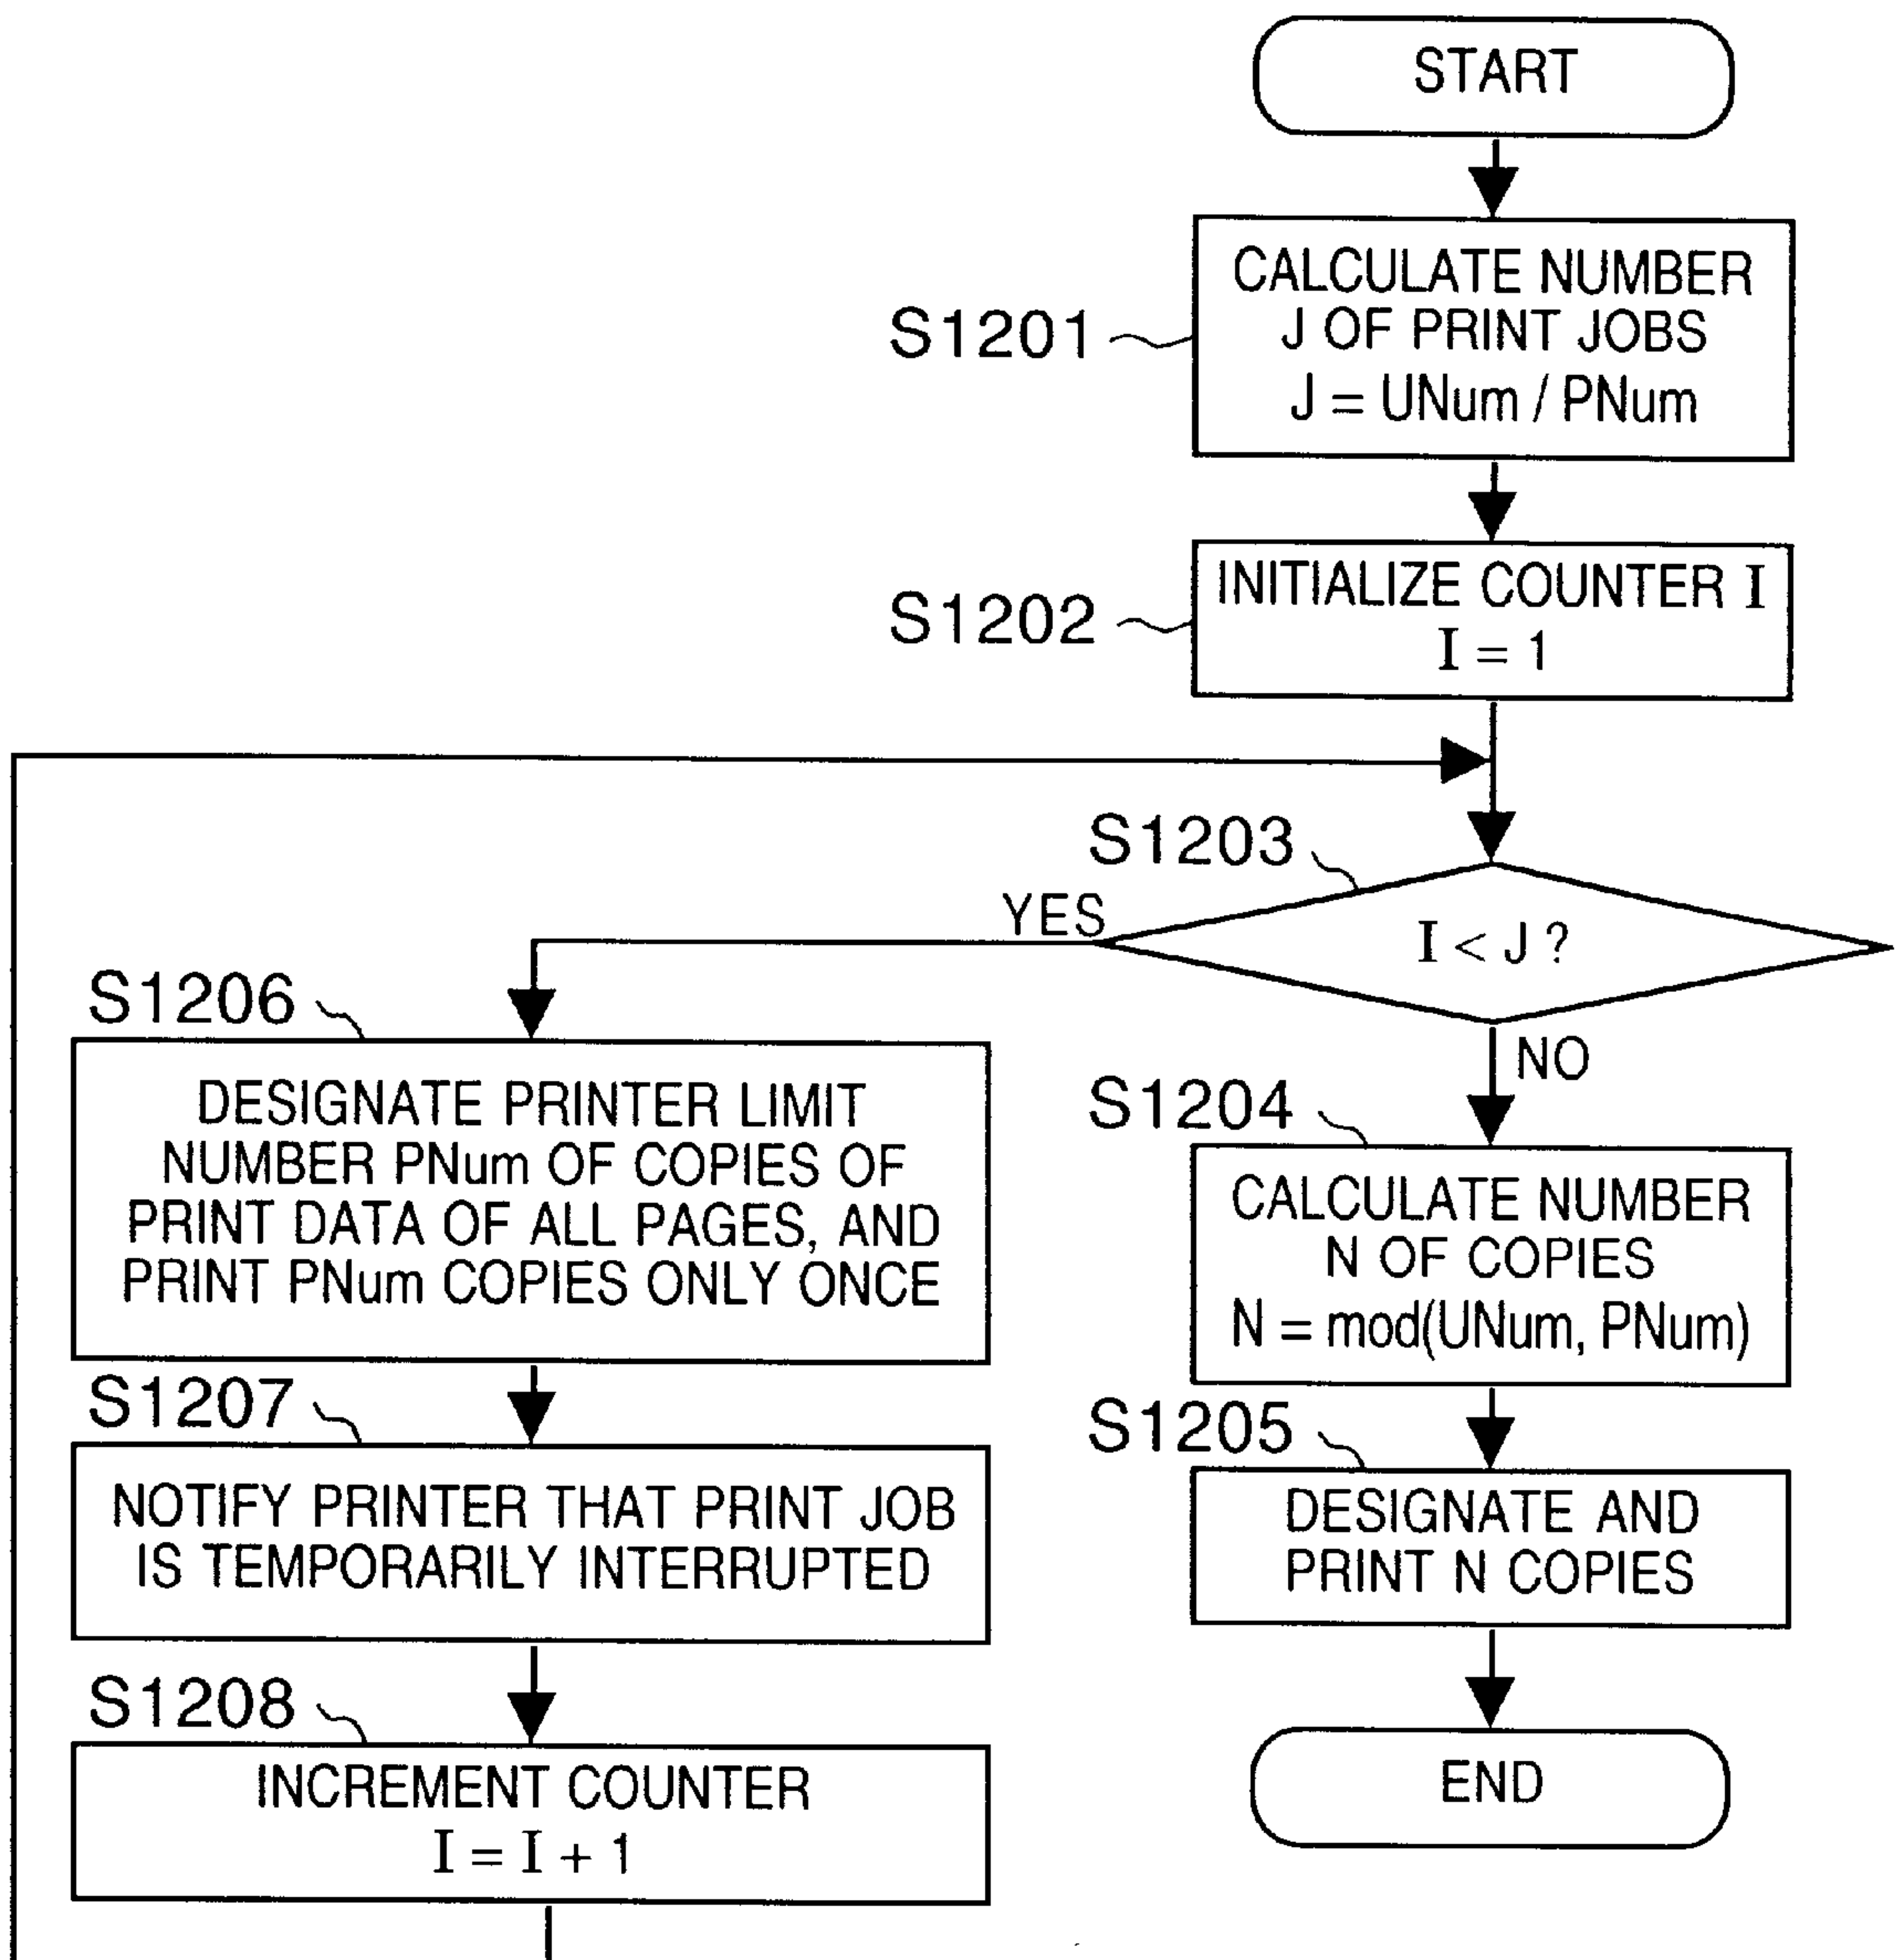 START
S1201
CALCULATE NUMBER
J OF PRINT JOBS
J = UNum / PNum
S1202
INITIALIZE COUNTER I
I = 1
S1203
I < J ?
YES
NO
S1204
CALCULATE NUMBER
N OF COPIES
N = mod(UNum, PNum)
S1205
DESIGNATE AND
PRINT N COPIES
END
S1206
DESIGNATE PRINTER LIMIT
NUMBER PNum OF COPIES OF
PRINT DATA OF ALL PAGES, AND
PRINT PNum COPIES ONLY ONCE
S1207
NOTIFY PRINTER THAT PRINT JOB
IS TEMPORARILY INTERRUPTED
S1208
INCREMENT COUNTER
I = I + 1